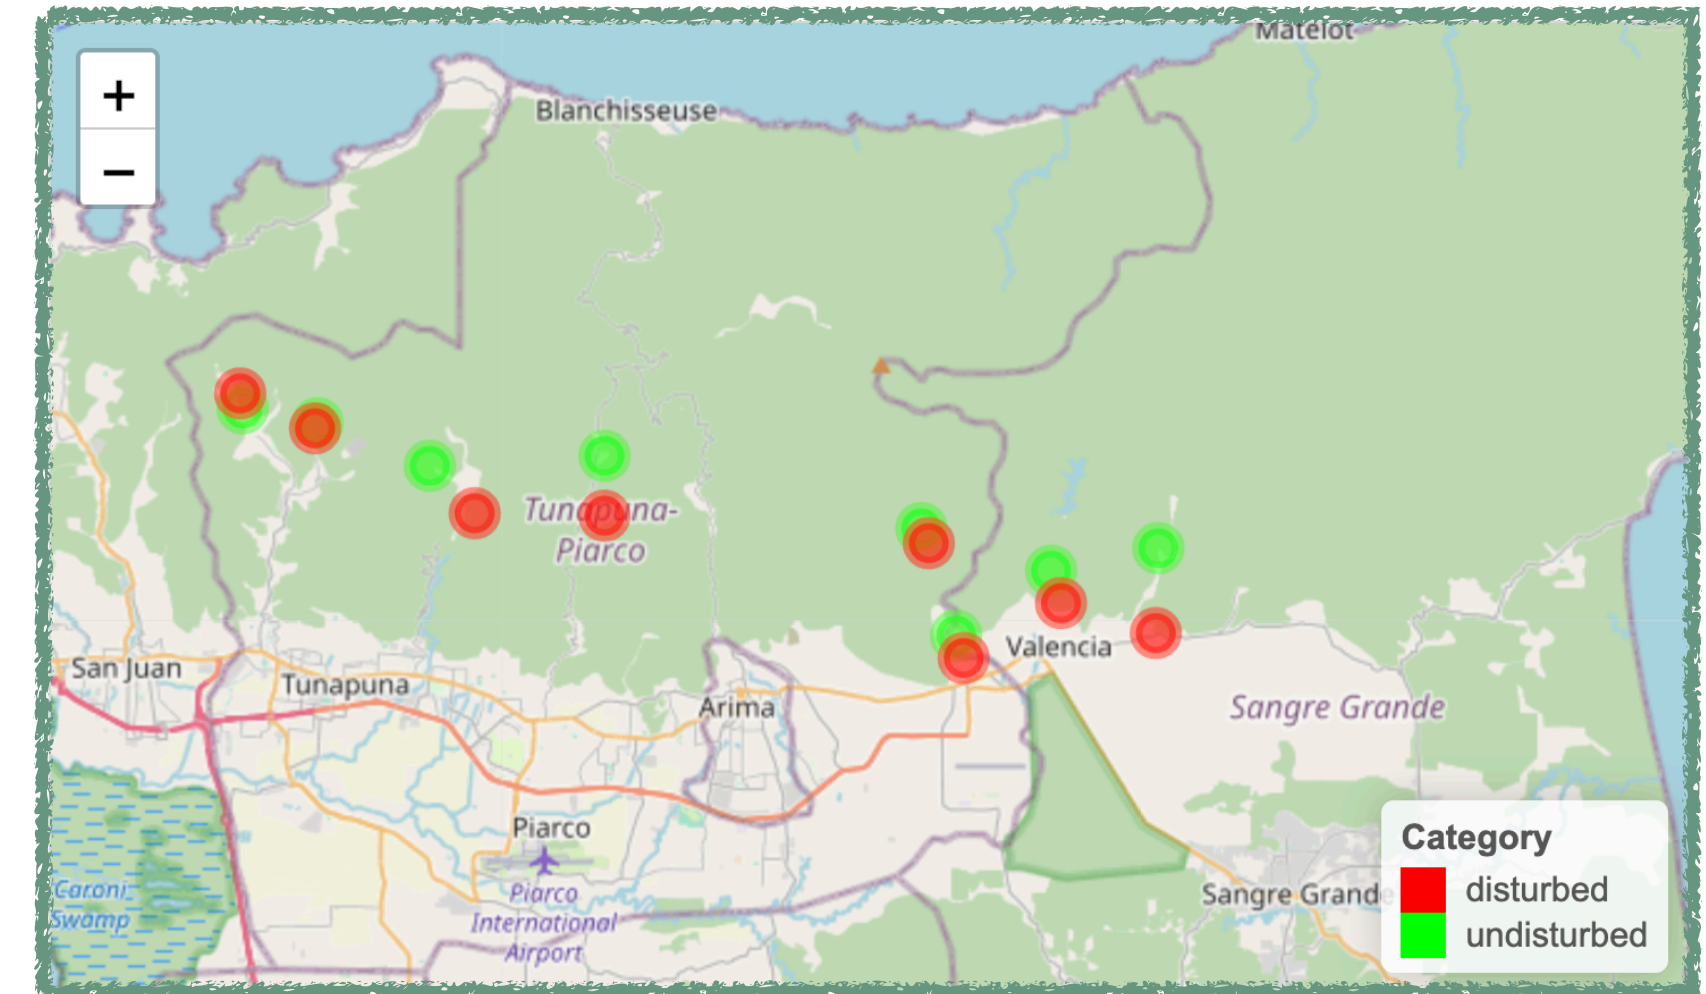 +
−
Matelot
Blanchisseuse
Tunapuna-
Piarco
San Juan
Tunapuna
Valencia
Arima
Sangre Grande
Piarco
Piarco
International
Airport
Caroni
Swamp
Sangre Grande
Category
disturbed
undisturbed